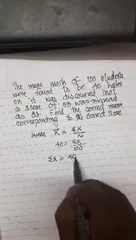 The mean mark of 100 students
were found to be 40. Later
on it was discovered that
a score of 53 was misread
as 83. Find the correct mean
corresponding to the correct score
x̄ = Σx
n
40 = Σx
100
Σx = 40